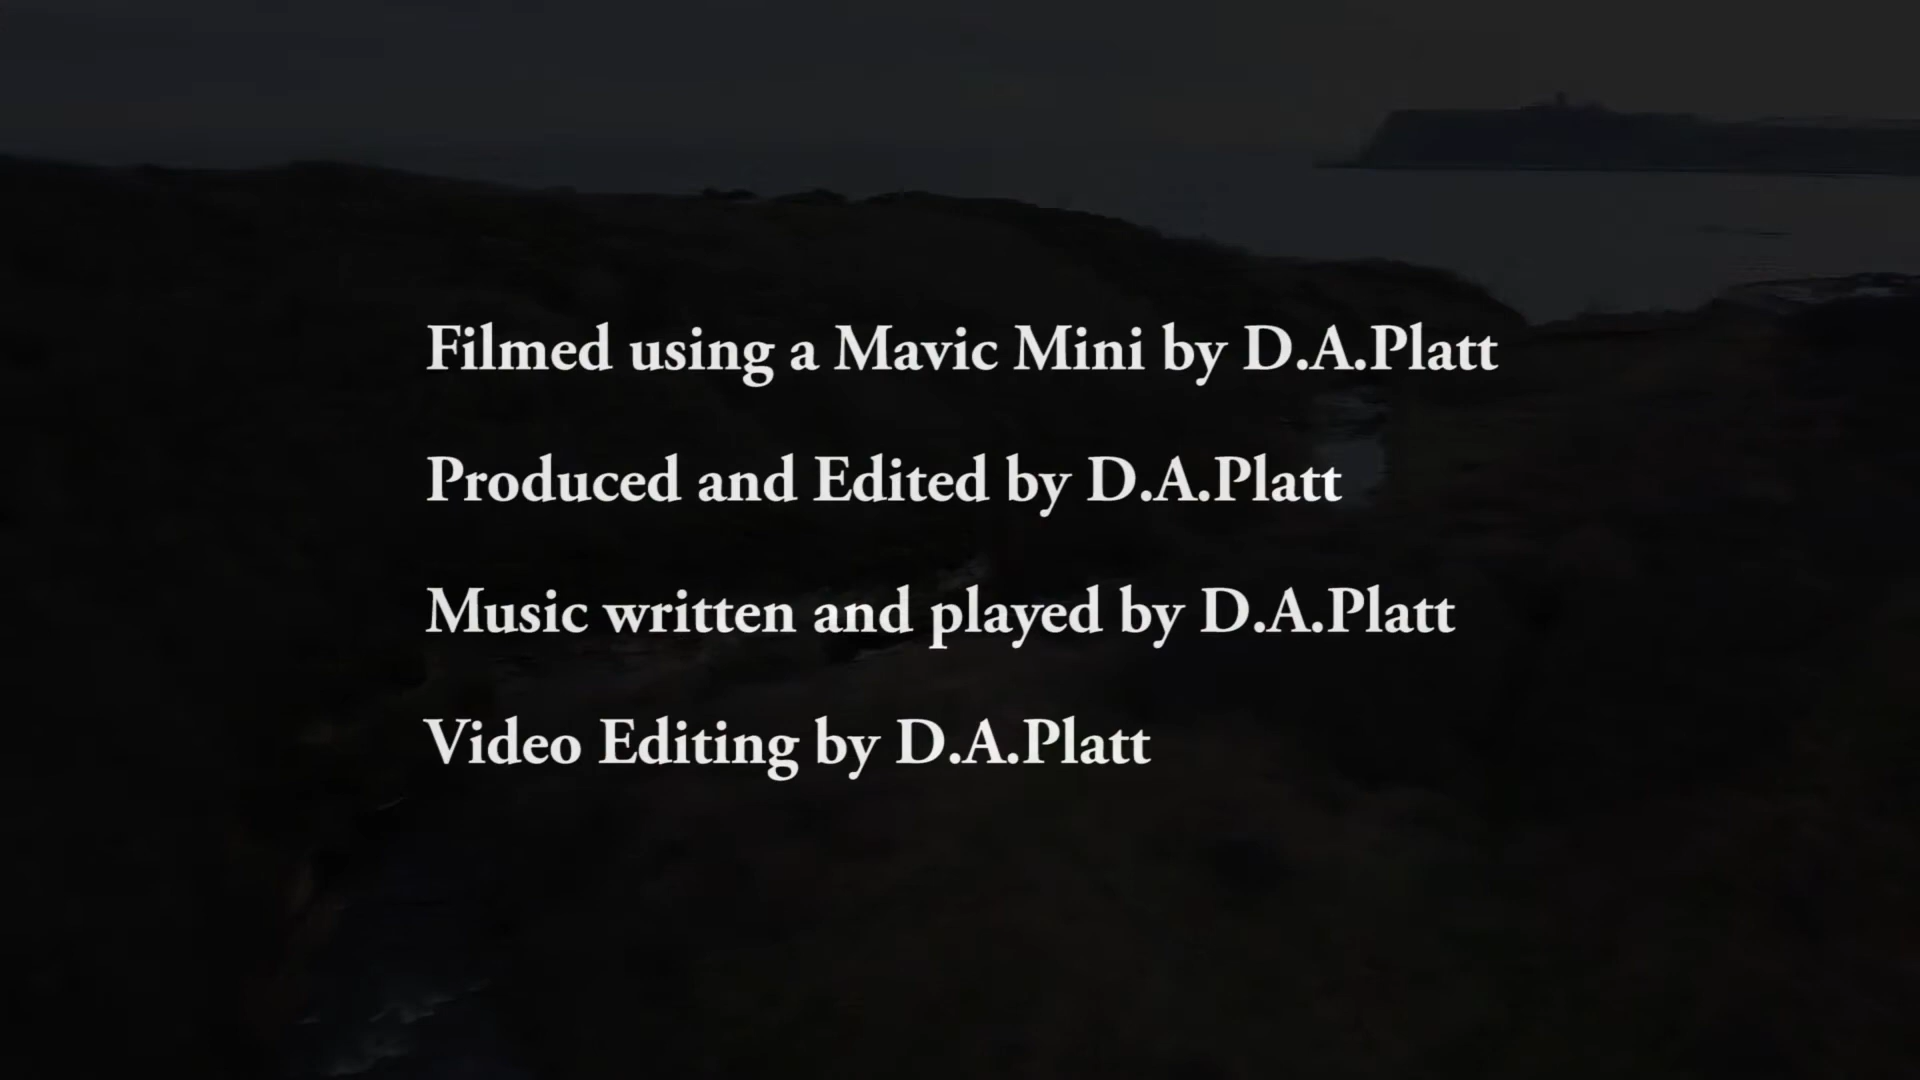 Filmed using a Mavic Mini by D.A.Platt
Produced and Edited by D.A.Platt
Music written and played by D.A.Platt
Video Editing by D.A.Platt